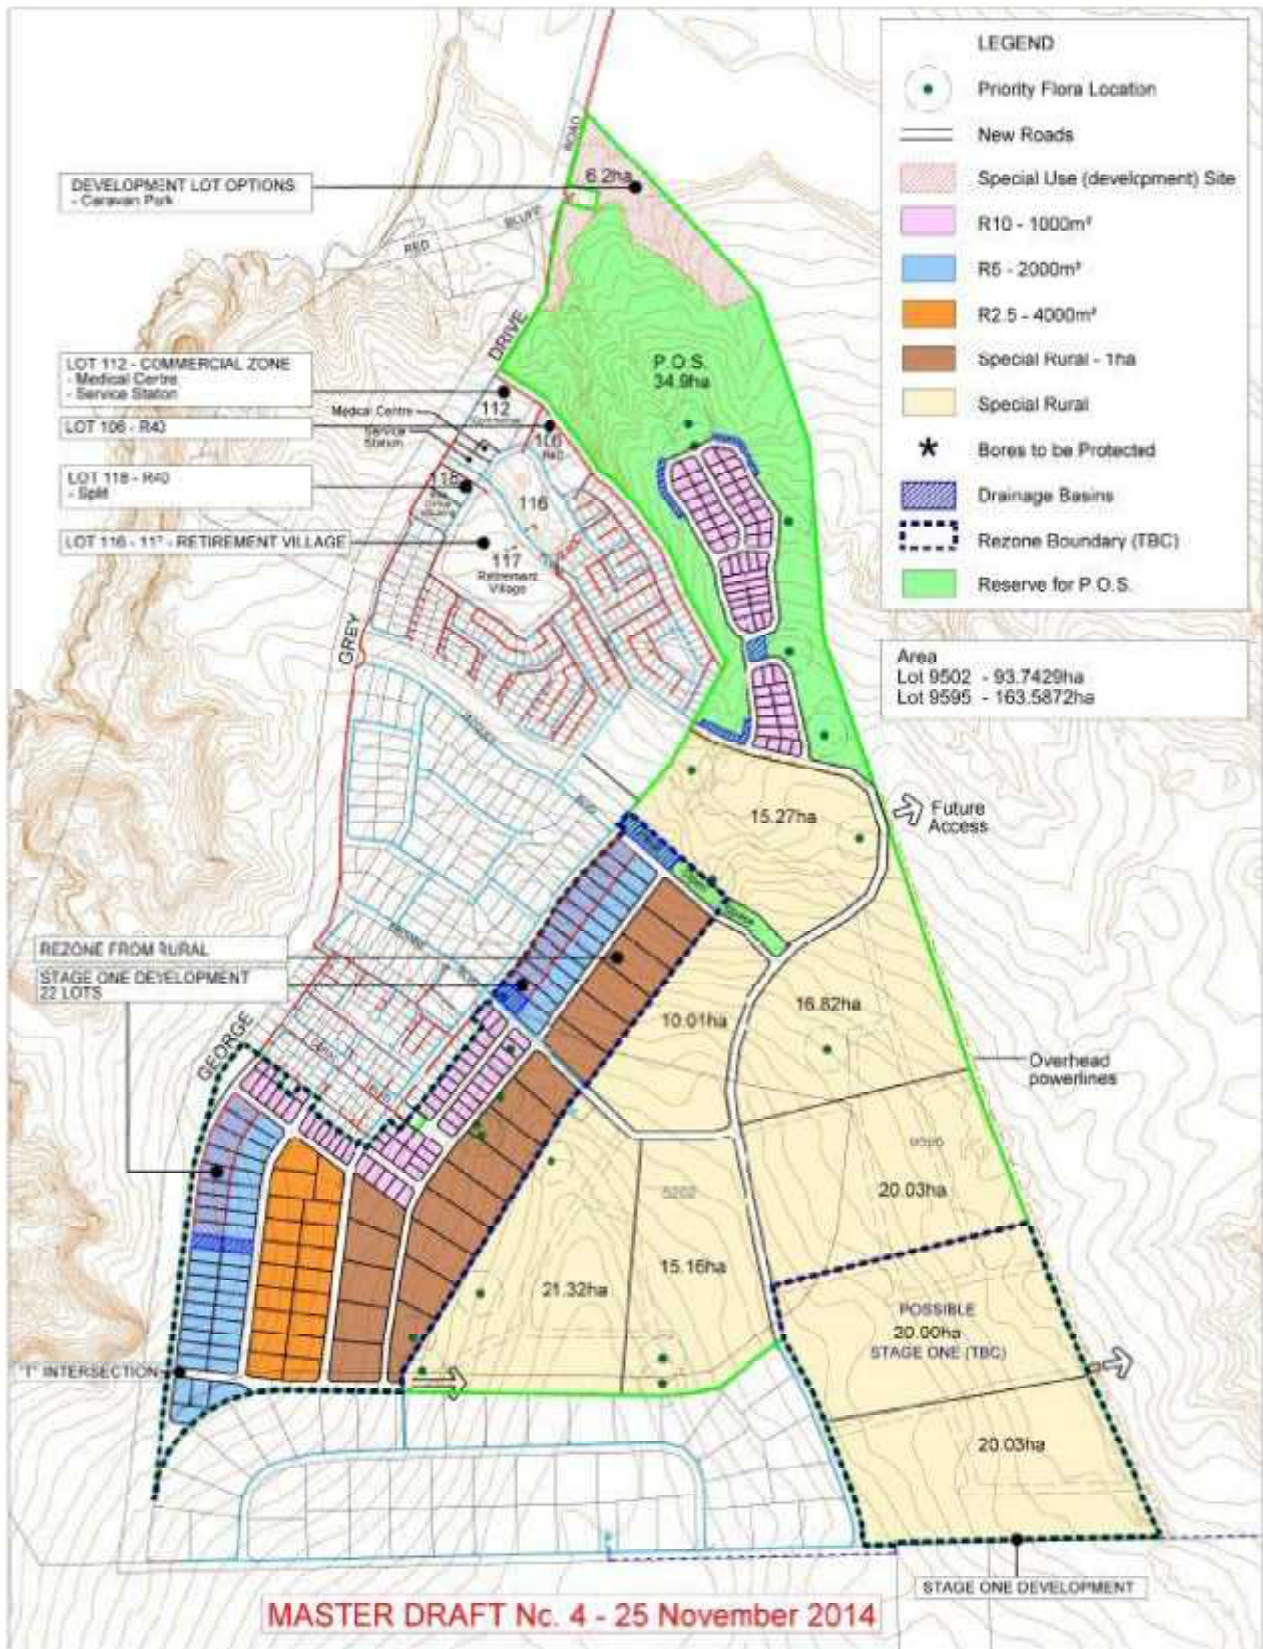 LEGEND
Priority Flora Location
New Roads
Special Use (development) Site
R10 - 1000m²
R5 - 2000m²
R2.5 - 4000m²
Special Rural - 1ha
Special Rural
Bores to be Protected
Drainage Basins
Rezone Boundary (TBC)
Reserve for P.O.S.
Area
Lot 9502 - 93.7429ha
Lot 9595 - 163.5872ha
ROAD
6.2ha
DEVELOPMENT LOT OPTIONS
- Caravan Park
RED
BLUFF
DRIVE
P.O.S.
34.9ha
LOT 112 - COMMERCIAL ZONE
- Medical Centre
- Service Station
112
Medical Centre
LOT 106 - R40
Service
Station
106
R40
LOT 118 - R40
- Split
118
116
LOT 116 - 117 - RETIREMENT VILLAGE
117
Retirement
Village
GREY
Future
Access
15.27ha
REZONE FROM RURAL
STAGE ONE DEVELOPMENT
22 LOTS
10.01ha
16.82ha
GEORGE
Overhead
powerlines
9595
20.03ha
5202
15.16ha
21.32ha
POSSIBLE
20.00ha
STAGE ONE (TBC)
"T" INTERSECTION
20.03ha
STAGE ONE DEVELOPMENT
MASTER DRAFT Nc. 4 - 25 November 2014